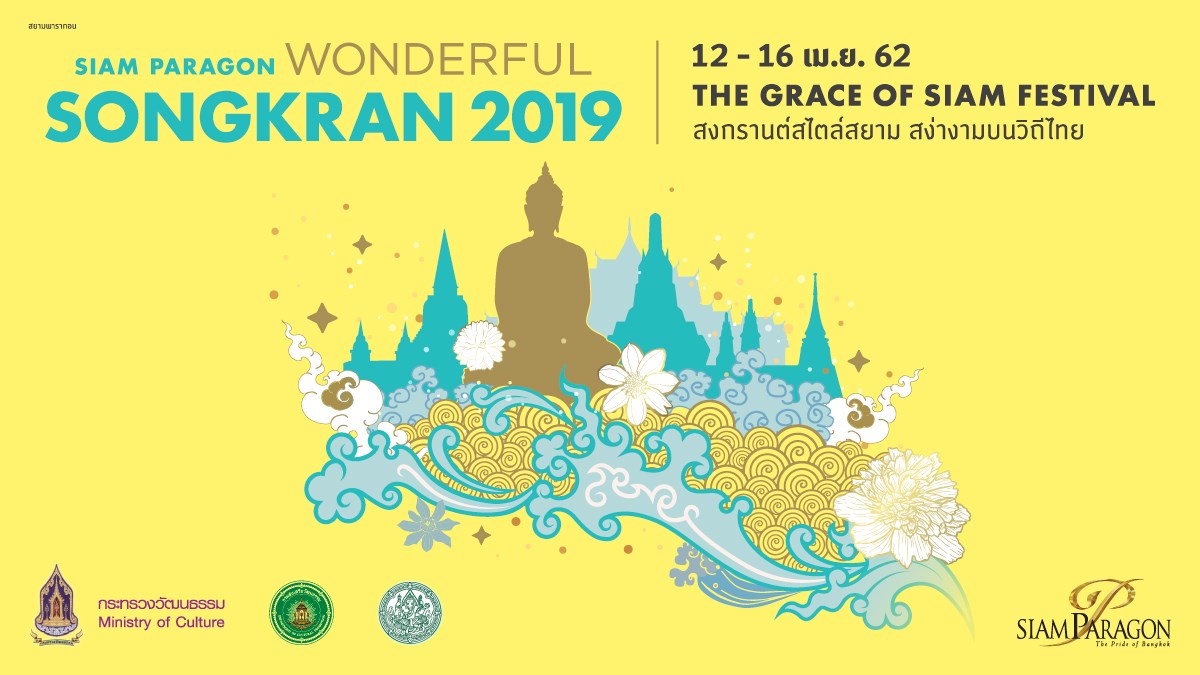 สยามพารากอน
SIAM PARAGON WONDERFUL
SONGKRAN 2019
12 - 16 เม.ย. 62
THE GRACE OF SIAM FESTIVAL
สงกรานต์สไตล์สยาม สง่างามบนวิถีไทย
กระทรวงวัฒนธรรม
Ministry of Culture
SIAM PARAGON
The Pride of Bangkok